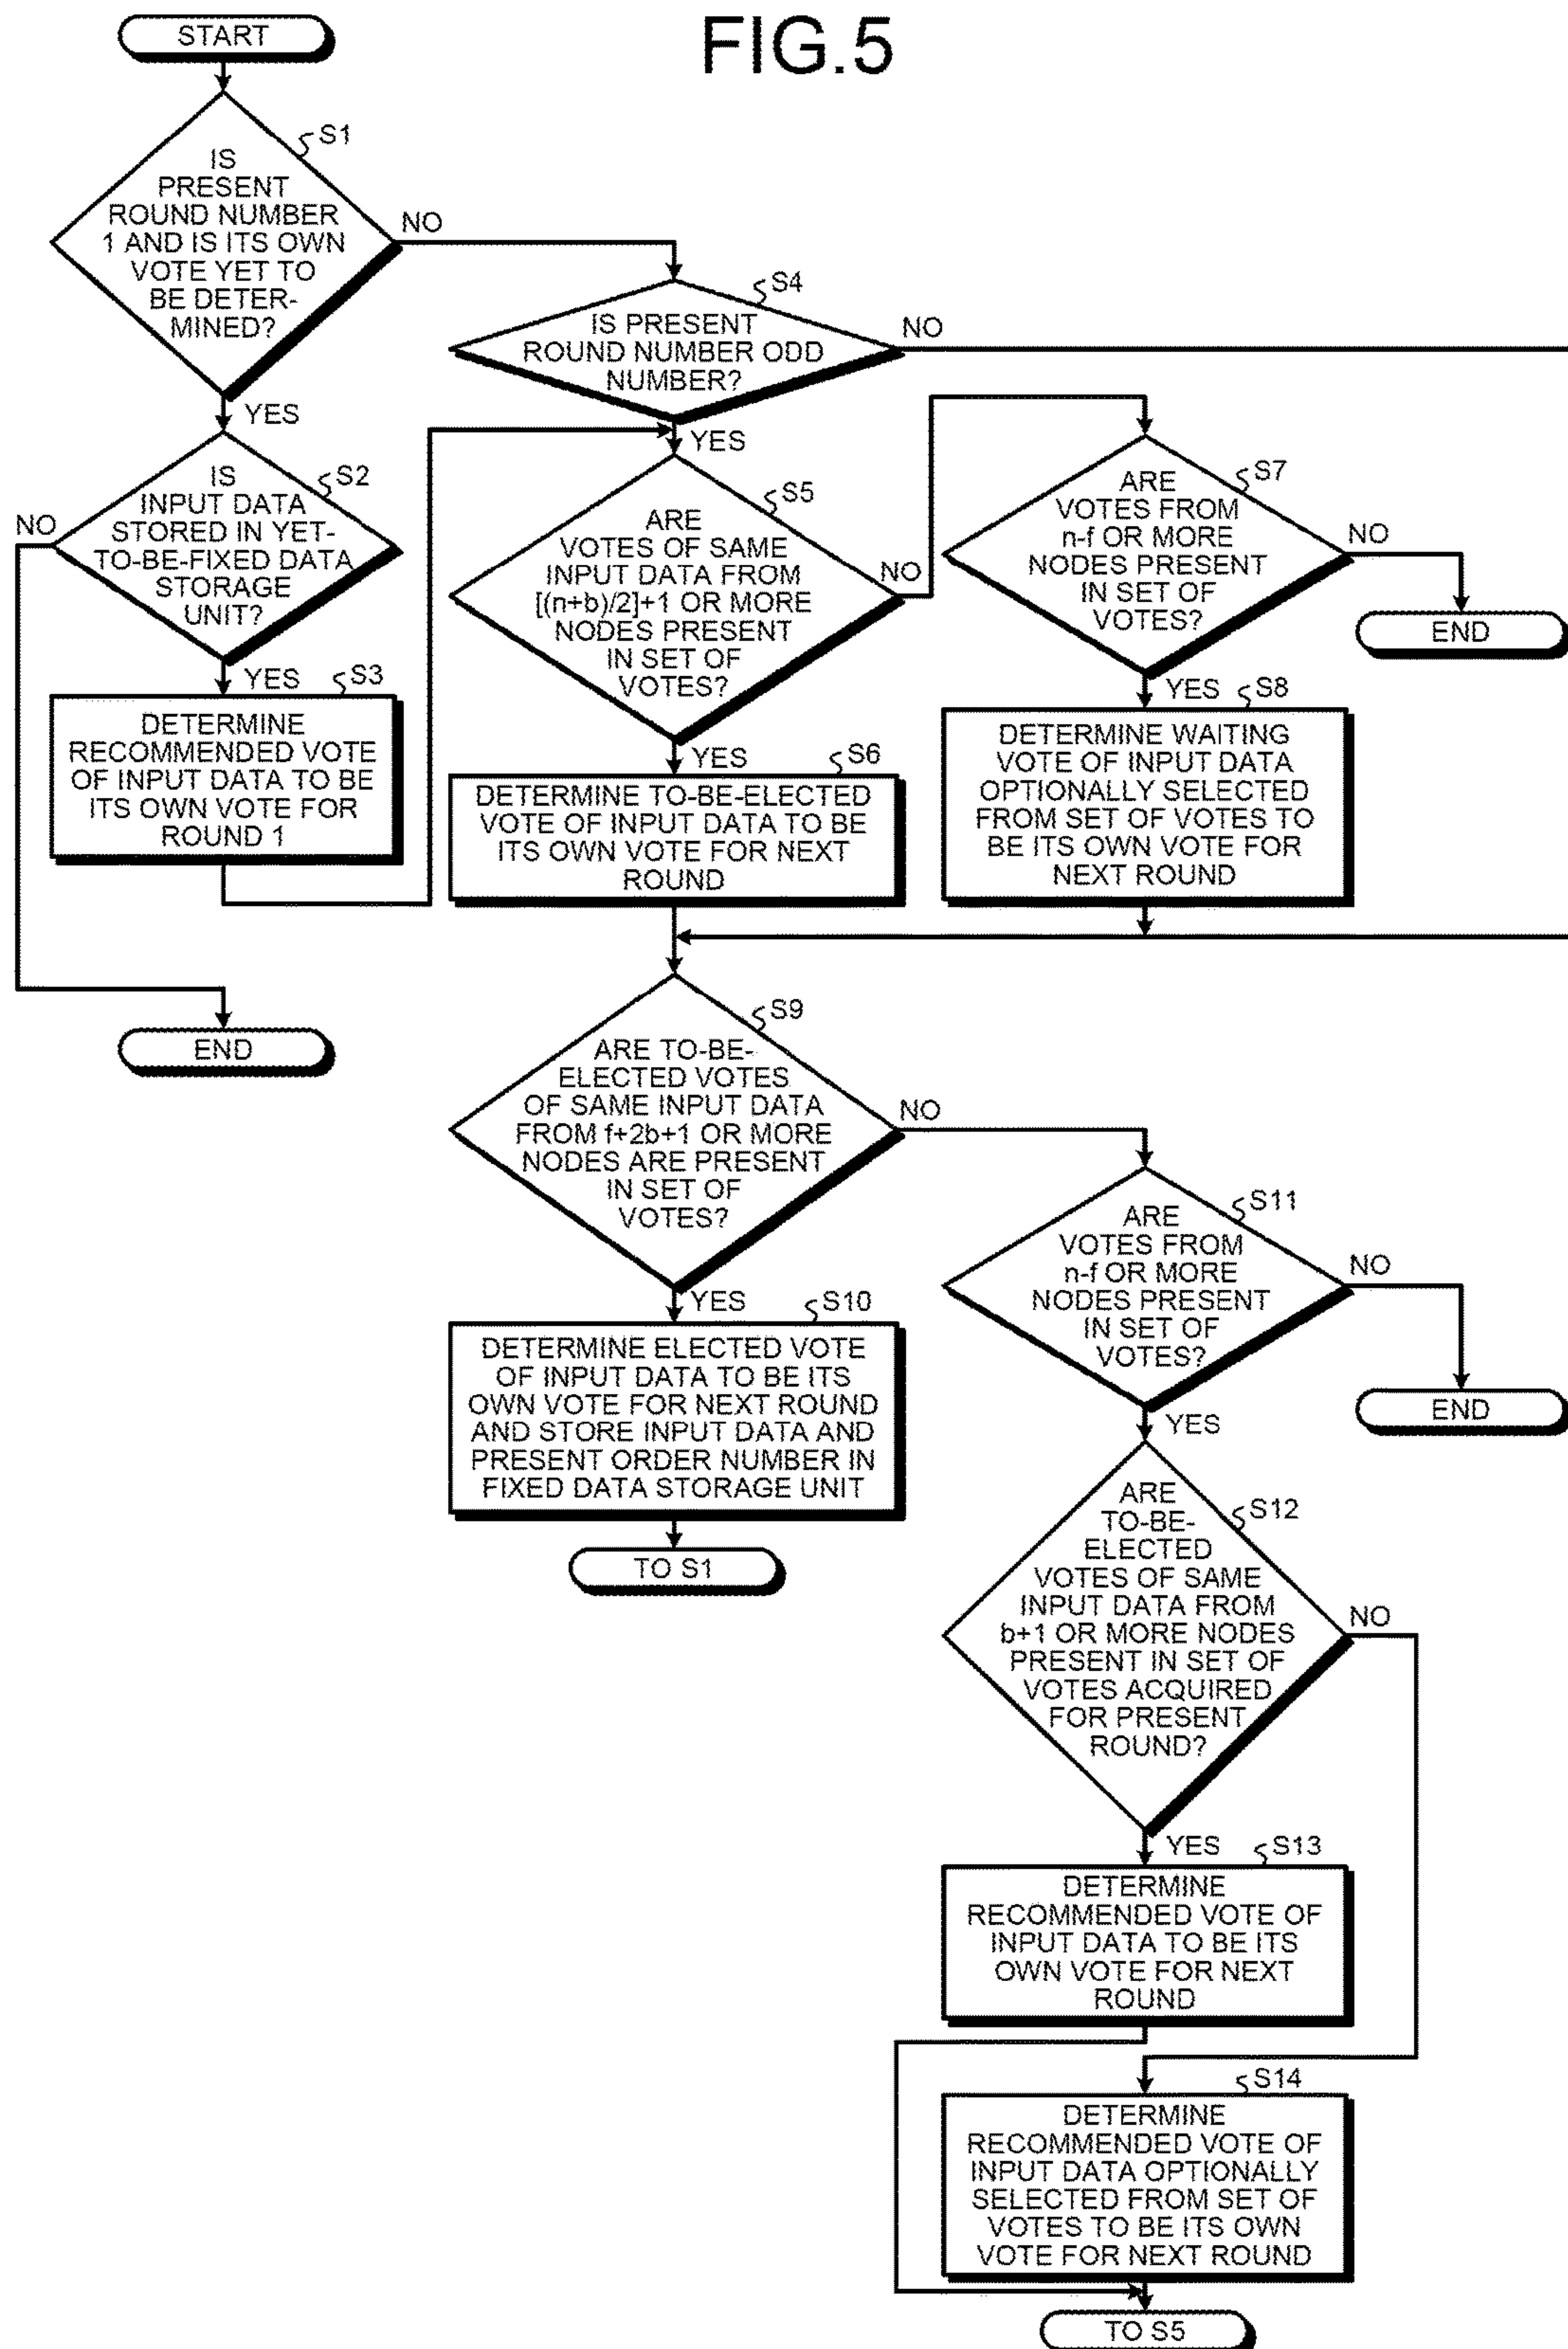 FIG.5
START
S1
IS
PRESENT
ROUND NUMBER
1 AND IS ITS OWN
VOTE YET TO
BE DETER-
MINED?
NO
YES
S2
IS
INPUT DATA
STORED IN YET-
TO-BE-FIXED DATA
STORAGE
UNIT?
NO
YES
S3
DETERMINE
RECOMMENDED VOTE
OF INPUT DATA TO BE
ITS OWN VOTE FOR
ROUND 1
END
S4
IS PRESENT
ROUND NUMBER ODD
NUMBER?
NO
YES
S5
ARE
VOTES OF SAME
INPUT DATA FROM
[(n+b)/2]+1 OR MORE
NODES PRESENT
IN SET OF
VOTES?
NO
YES
S6
DETERMINE TO-BE-ELECTED
VOTE OF INPUT DATA TO BE
ITS OWN VOTE FOR NEXT
ROUND
S7
ARE
VOTES FROM
n-f OR MORE
NODES PRESENT
IN SET OF
VOTES?
NO
END
YES
S8
DETERMINE WAITING
VOTE OF INPUT DATA
OPTIONALLY SELECTED
FROM SET OF VOTES TO
BE ITS OWN VOTE FOR
NEXT ROUND
S9
ARE TO-BE-
ELECTED VOTES
OF SAME INPUT DATA
FROM f+2b+1 OR MORE
NODES ARE PRESENT
IN SET OF
VOTES?
NO
YES
S10
DETERMINE ELECTED VOTE
OF INPUT DATA TO BE ITS
OWN VOTE FOR NEXT ROUND
AND STORE INPUT DATA AND
PRESENT ORDER NUMBER IN
FIXED DATA STORAGE UNIT
TO S1
S11
ARE
VOTES FROM
n-f OR MORE
NODES PRESENT
IN SET OF
VOTES?
NO
END
YES
S12
ARE
TO-BE-
ELECTED
VOTES OF SAME
INPUT DATA FROM
b+1 OR MORE NODES
PRESENT IN SET OF
VOTES ACQUIRED
FOR PRESENT
ROUND?
NO
YES
S13
DETERMINE
RECOMMENDED VOTE OF
INPUT DATA TO BE ITS
OWN VOTE FOR NEXT
ROUND
S14
DETERMINE
RECOMMENDED VOTE OF
INPUT DATA OPTIONALLY
SELECTED FROM SET OF
VOTES TO BE ITS OWN
VOTE FOR NEXT ROUND
TO S5